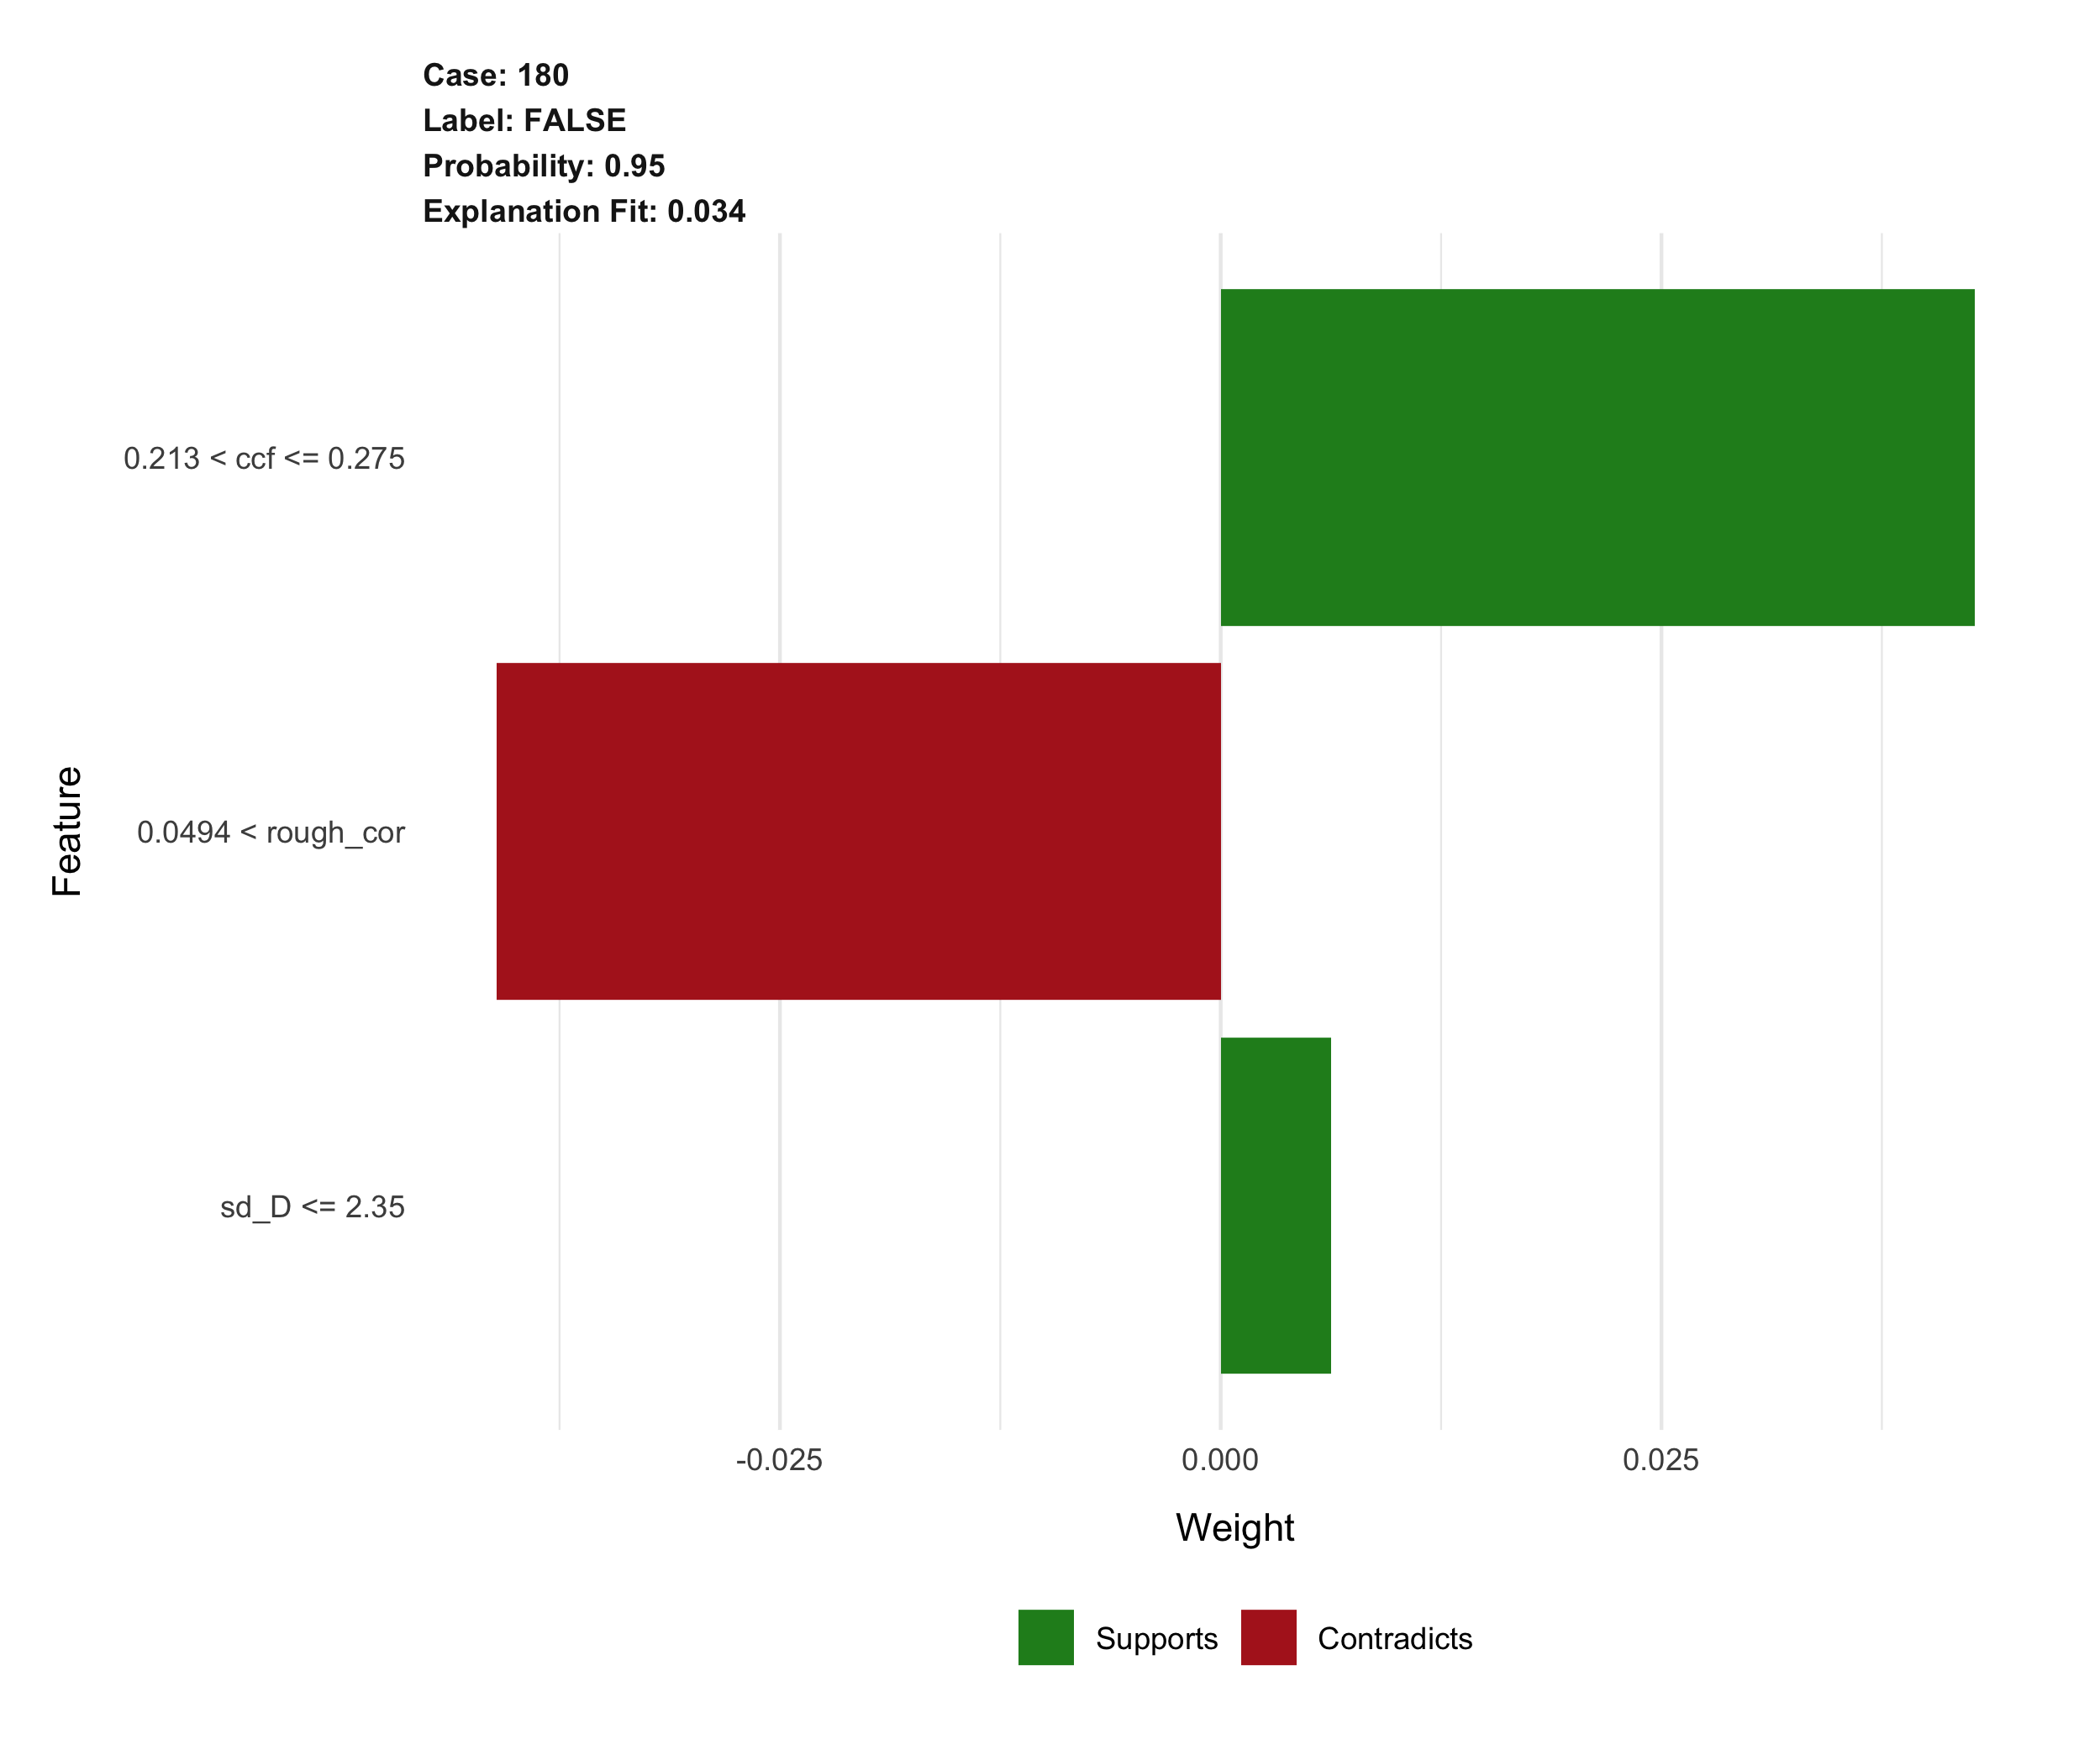 Case: 180
Label: FALSE
Probability: 0.95
Explanation Fit: 0.034
Feature
0.213 < ccf <= 0.275
0.0494 < rough_cor
sd_D <= 2.35
-0.025 0.000 0.025
Weight
Supports Contradicts